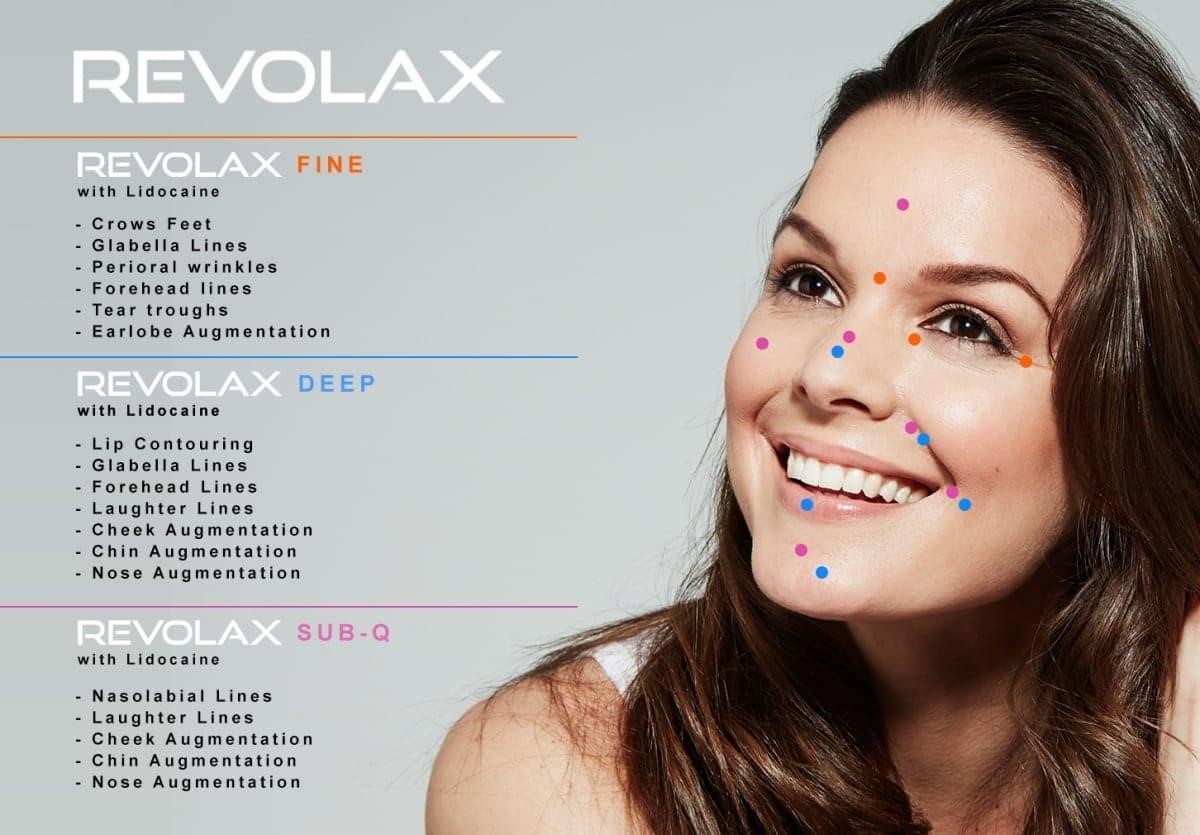 REVOLAX
REVOLAX FINE
with Lidocaine
- Crows Feet
- Glabella Lines
- Perioral wrinkles
- Forehead lines
- Tear troughs
- Earlobe Augmentation
REVOLAX DEEP
with Lidocaine
- Lip Contouring
- Glabella Lines
- Forehead Lines
- Laughter Lines
- Cheek Augmentation
- Chin Augmentation
- Nose Augmentation
REVOLAX SUB-Q
with Lidocaine
- Nasolabial Lines
- Laughter Lines
- Cheek Augmentation
- Chin Augmentation
- Nose Augmentation